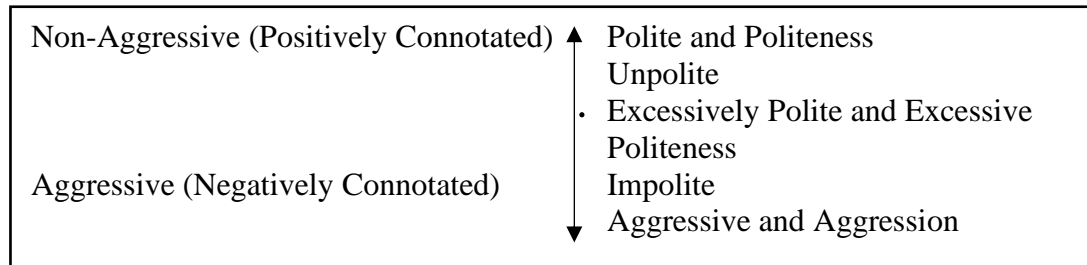 Non-Aggressive (Positively Connotated)
Polite and Politeness
Unpolite
Excessively Polite and Excessive
Politeness
Aggressive (Negatively Connotated)
Impolite
Aggressive and Aggression